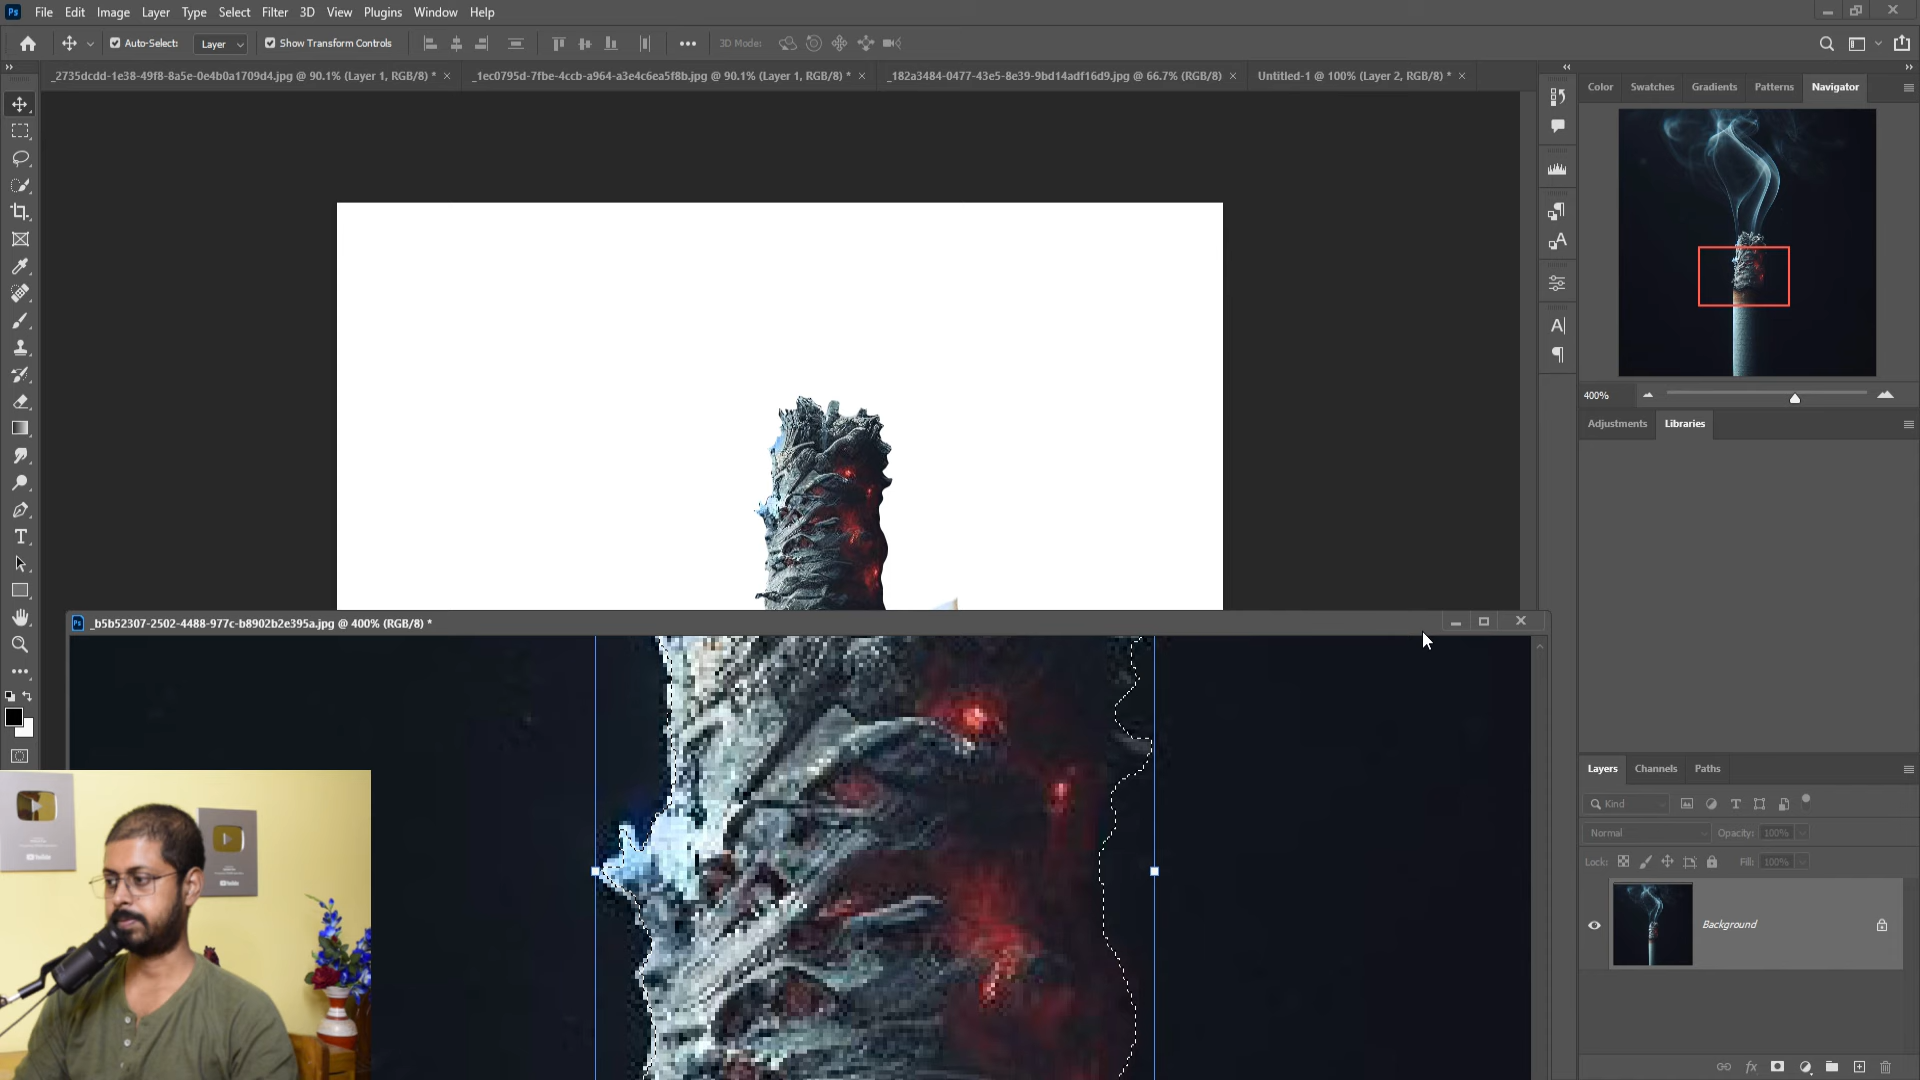 Ps File Edit Image Layer Type Select Filter 3D View Plugins Window Help
Auto-Select: Layer Show Transform Controls 3D Mode:
_2735dcdd-1e38-49f8-8a5e-0e4b0a1709d4.jpg @ 90.1% (Layer 1, RGB/8) * _1ec0795d-7fbe-4ccb-a964-a3e4c6ea5f8b.jpg @ 90.1% (Layer 1, RGB/8) * _182a3484-0477-43e5-8e39-9bd14adf16d9.jpg @ 66.7% (RGB/8) Untitled-1 @ 100% (Layer 2, RGB/8) *
Color Swatches Gradients Patterns Navigator
400%
Adjustments Libraries
Ps _b5b52307-2502-4488-977c-b8902b2e395a.jpg @ 400% (RGB/8) *
Layers Channels Paths
Kind
Normal Opacity: 100%
Lock: Fill: 100%
Background